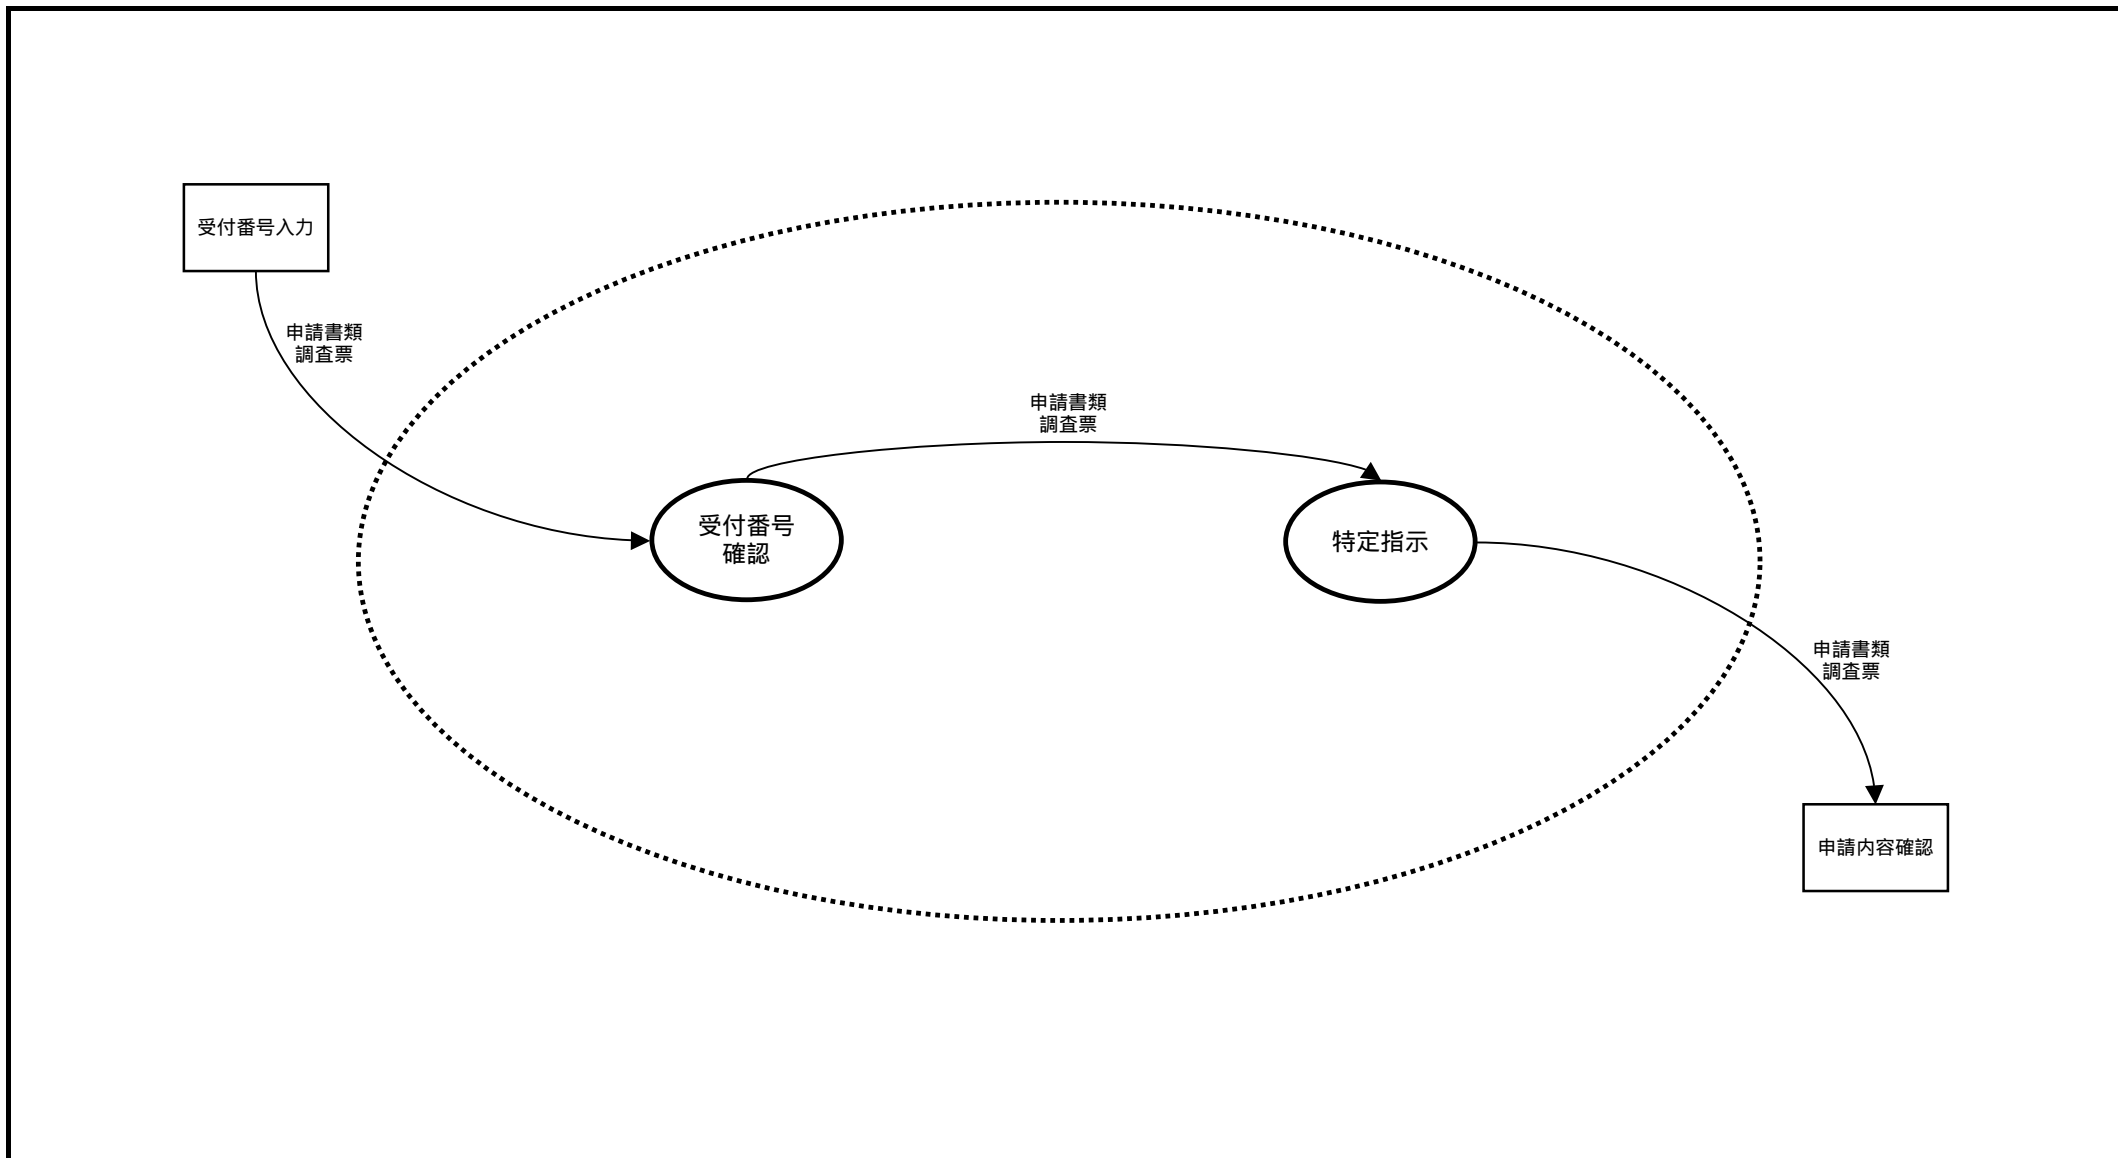 受付番号入力
申請書類
調査票
申請書類
調査票
受付番号
確認
特定指示
申請書類
調査票
申請内容確認